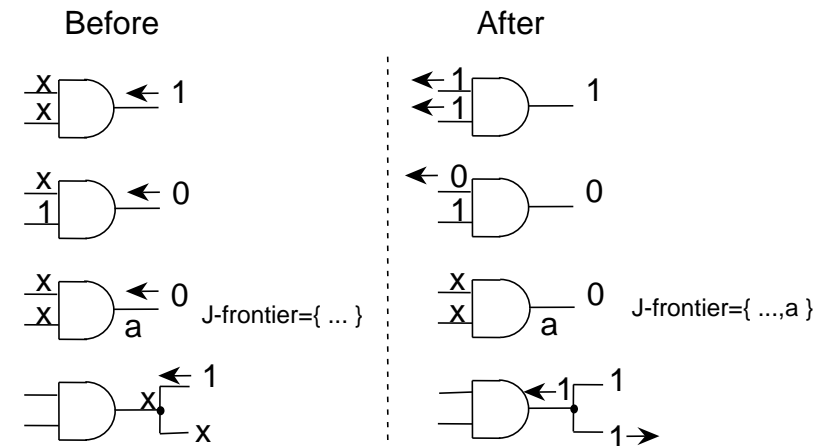 Before After
x 1 1 1
x 1
x 0 0 0
1 1
x 0 x 0
x a J-frontier={ ... } x a J-frontier={ ...,a }
1 1
x 1
x 1